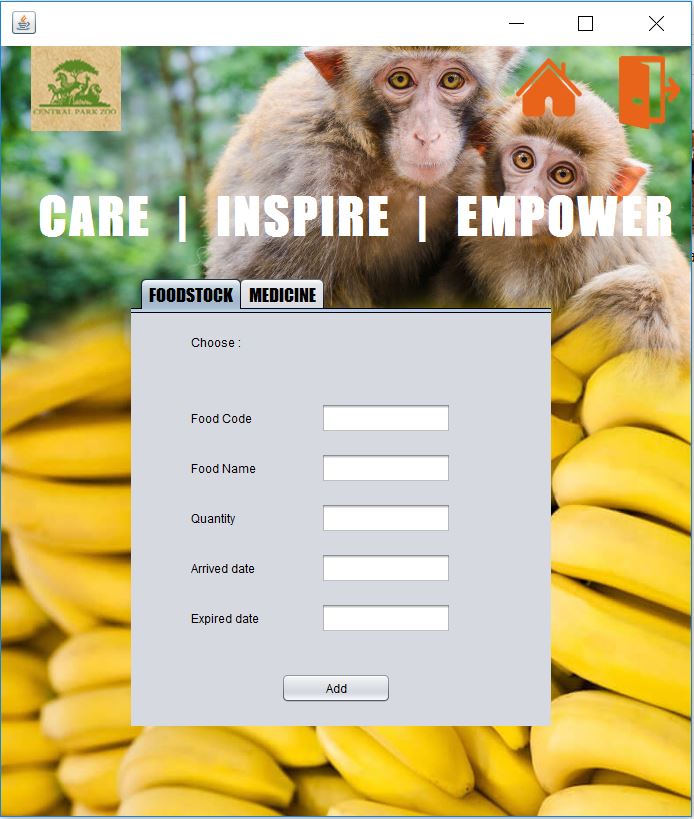 CENTRAL PARK ZOO
CARE | INSPIRE | EMPOWER
FOODSTOCK MEDICINE
Choose :
Food Code
Food Name
Quantity
Arrived date
Expired date
Add